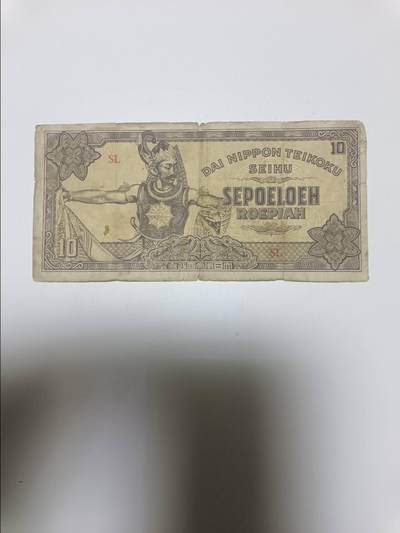 SL
10
DAI NIPPON TEIKOKU
SEIHU
SEPOELOEH
ROEPIAH
10
SL